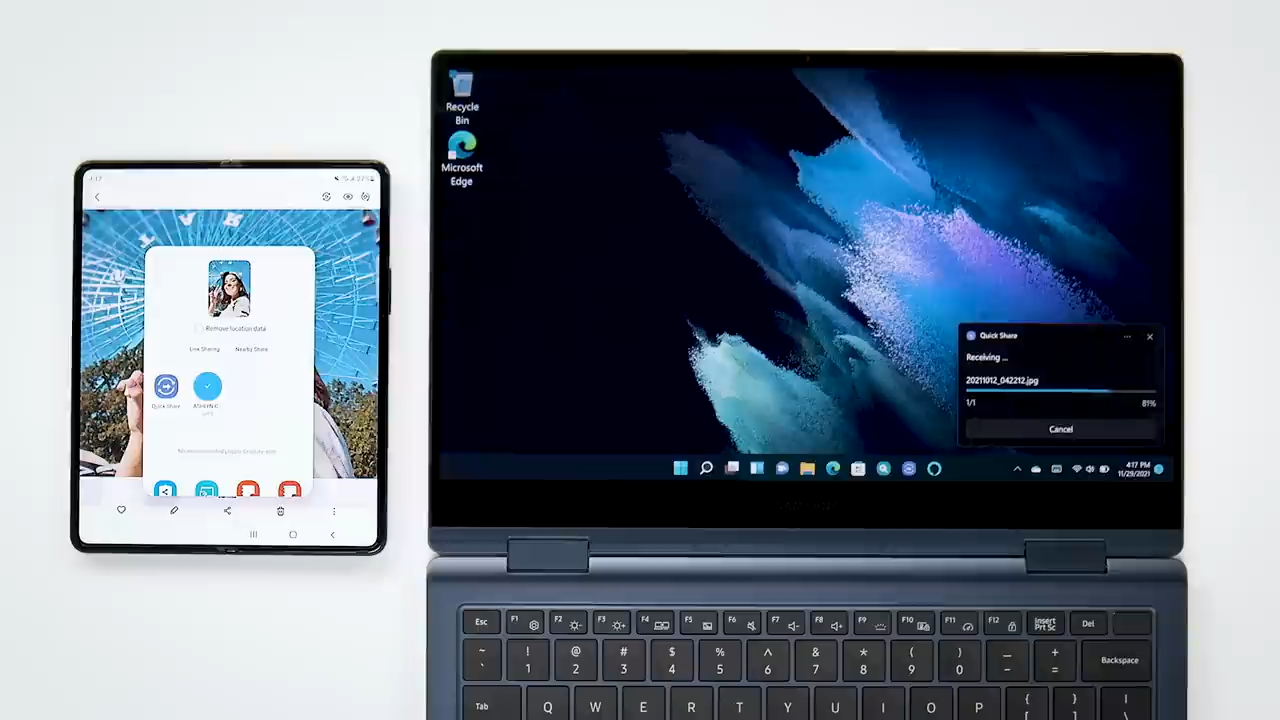 4:17
Remove location data
Link Sharing
Nearby Share
Quick Share
Recycle
Bin
Microsoft
Edge
Quick Share
Receiving ...
20211012_042212.jpg
1/1
81%
Cancel
4:17 PM
11/29/2021
Esc
F1
F2
F3
F4
F5
F6
F7
F8
F9
F10
F11
F12
Insert
Prt Sc
Del
~ ! @ # $ % ^ & * ( ) — +
` 1 2 3 4 5 6 7 8 9 0 - =
Backspace
Tab
Q W E R T Y U I O P { } |
[ ] \